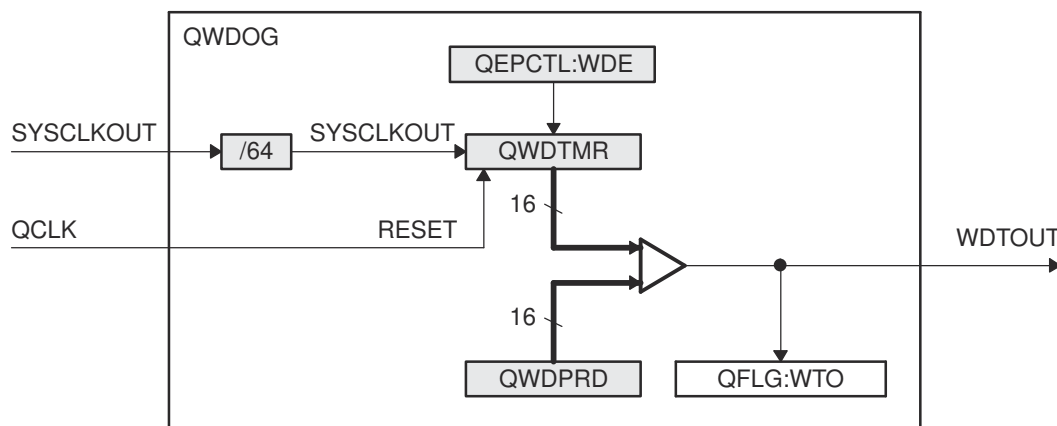 QWDOG
QEPCTL:WDE
SYSCLKOUT
SYSCLKOUT
/64
QWDTMR
16
QCLK
RESET
WDTOUT
16
QWDPRD
QFLG:WTO